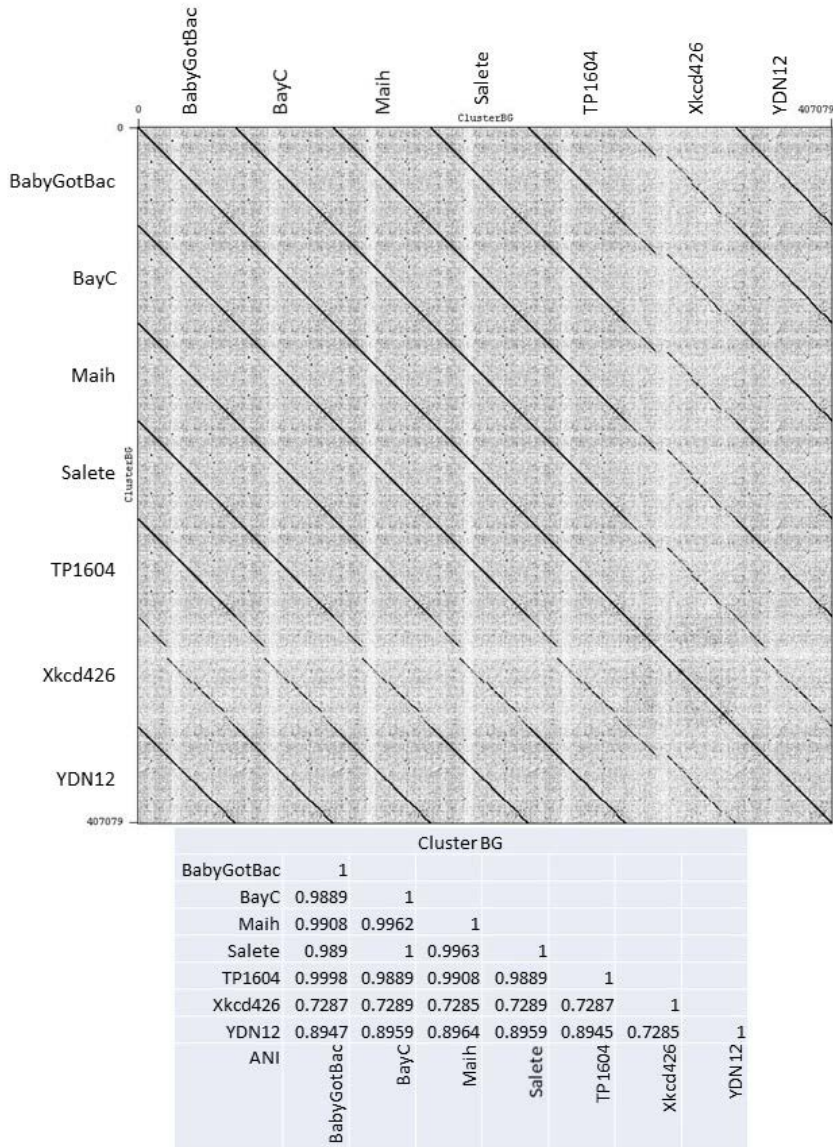 BabyGotBac
BayC
Maih
Salete
TP1604
Xkcd426
YDN12
0
ClusterBG
407079
0
BabyGotBac
BayC
Maih
Salete
ClusterBG
TP1604
Xkcd426
YDN12
407079
Cluster BG
BabyGotBac 1
BayC 0.9889 1
Maih 0.9908 0.9962 1
Salete 0.989 1 0.9963 1
TP1604 0.9998 0.9889 0.9908 0.9889 1
Xkcd426 0.7287 0.7289 0.7285 0.7289 0.7287 1
YDN12 0.8947 0.8959 0.8964 0.8959 0.8945 0.7285 1
ANI BabyGotBac BayC Maih Salete TP1604 Xkcd426 YDN12